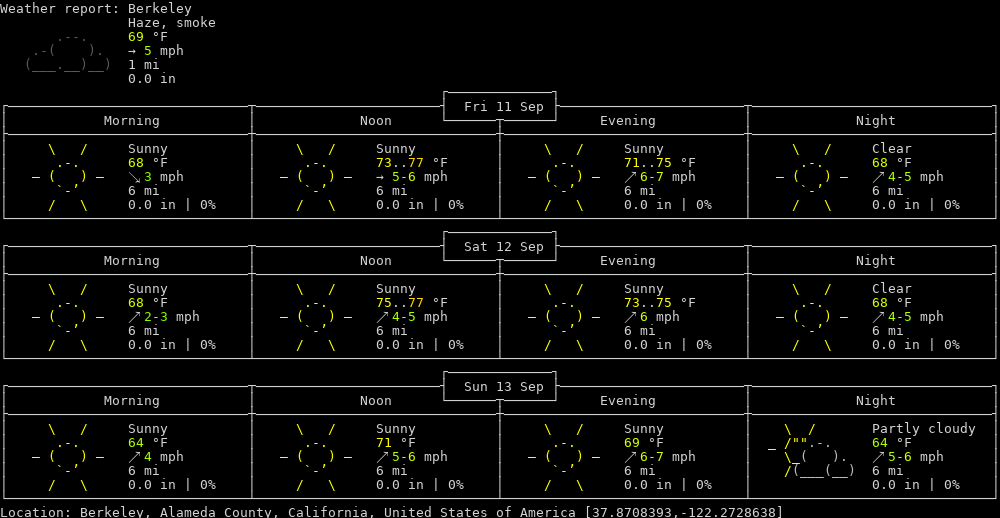 Weather report: Berkeley
Haze, smoke
69 °F
→ 5 mph
1 mi
0.0 in
Fri 11 Sep
Morning Noon Evening Night
Sunny Sunny Sunny Clear
68 °F 73..77 °F 71..75 °F 68 °F
↘ 3 mph → 5-6 mph ↗ 6-7 mph ↗ 4-5 mph
6 mi 6 mi 6 mi 6 mi
0.0 in | 0% 0.0 in | 0% 0.0 in | 0% 0.0 in | 0%
Sat 12 Sep
Morning Noon Evening Night
Sunny Sunny Sunny Clear
68 °F 75..77 °F 73..75 °F 68 °F
↗ 2-3 mph ↗ 4-5 mph ↗ 6 mph ↗ 4-5 mph
6 mi 6 mi 6 mi 6 mi
0.0 in | 0% 0.0 in | 0% 0.0 in | 0% 0.0 in | 0%
Sun 13 Sep
Morning Noon Evening Night
Sunny Sunny Sunny Partly cloudy
64 °F 71 °F 69 °F 64 °F
↗ 4 mph ↗ 5-6 mph ↗ 6-7 mph ↗ 5-6 mph
6 mi 6 mi 6 mi 6 mi
0.0 in | 0% 0.0 in | 0% 0.0 in | 0% 0.0 in | 0%
Location: Berkeley, Alameda County, California, United States of America [37.8708393,-122.2728638]